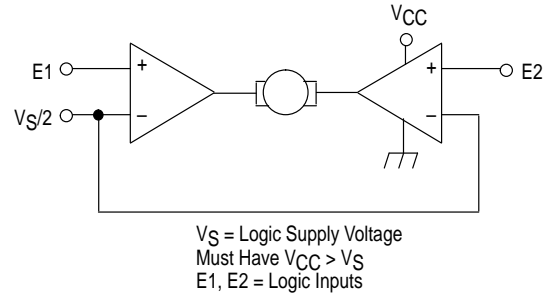 VCC
E1
+
+
E2
VS/2
−
−
VS = Logic Supply Voltage
Must Have VCC > VS
E1, E2 = Logic Inputs